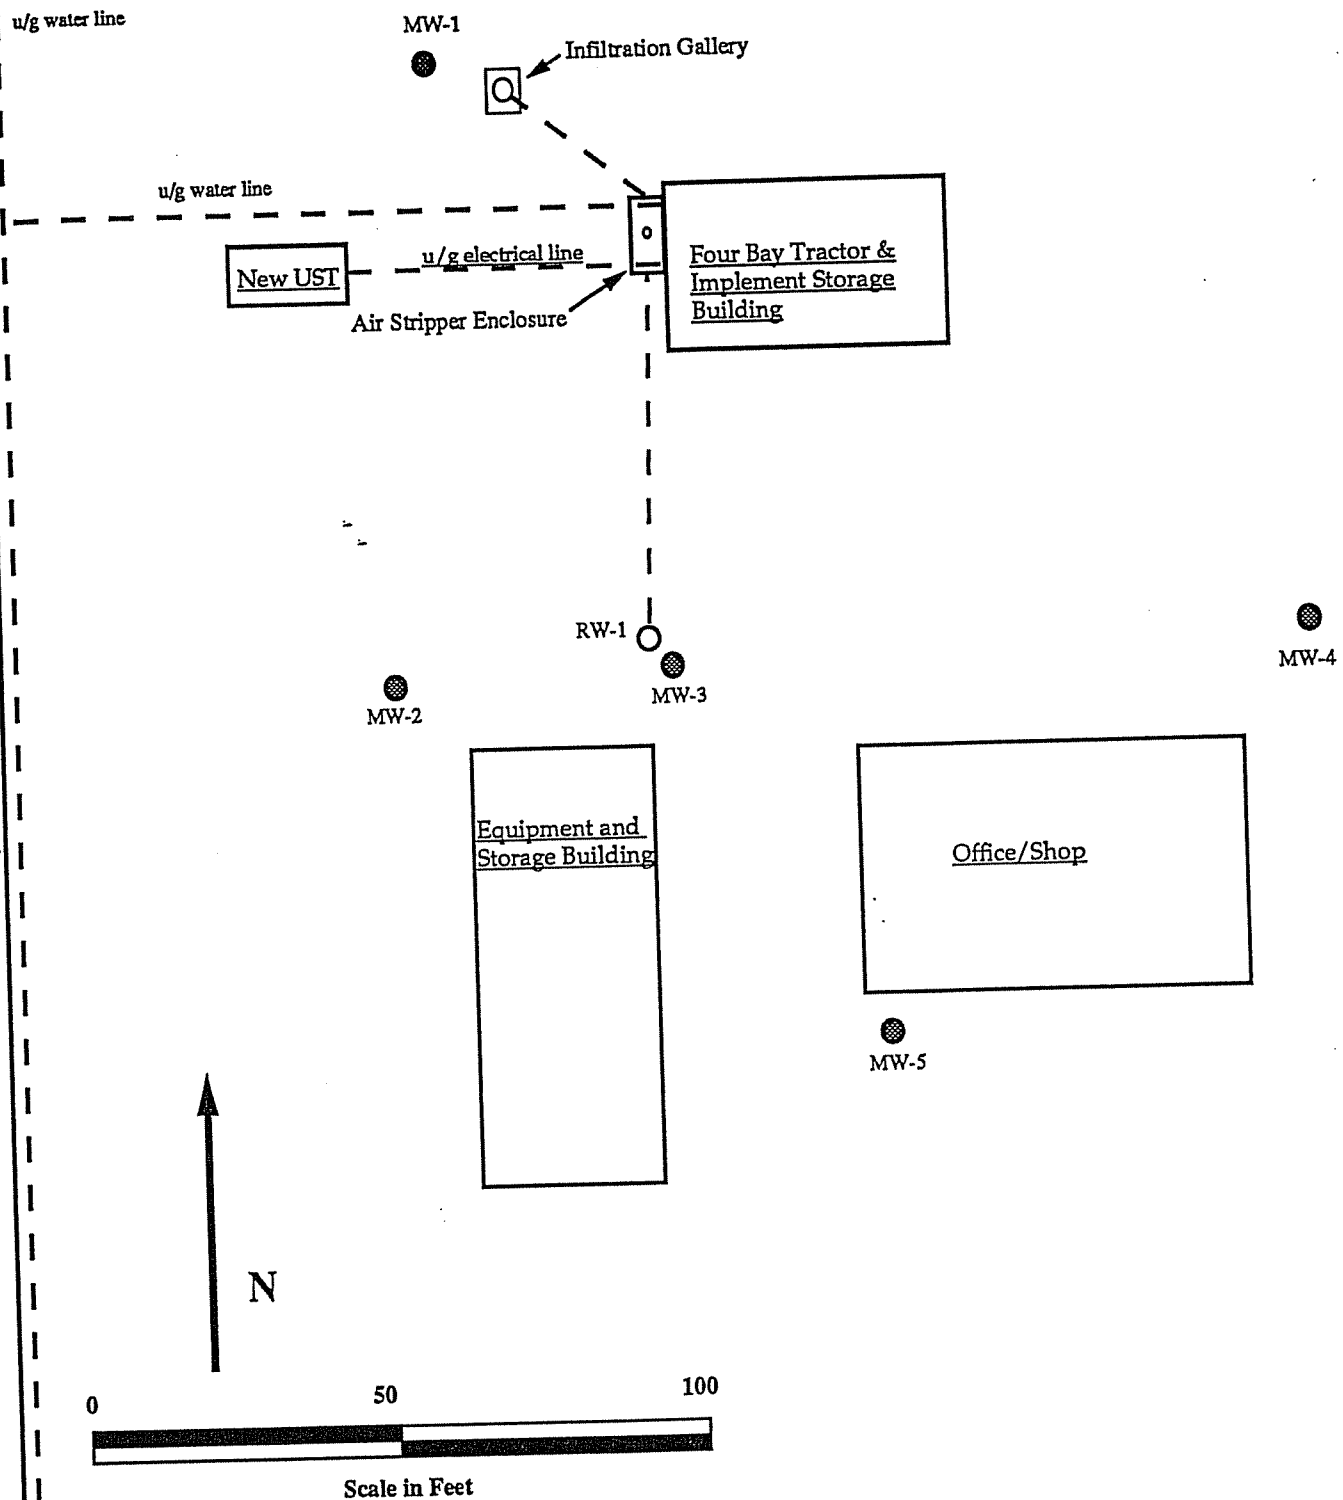 u/g water line
MW-1
Infiltration Gallery
u/g water line
u/g electrical line
New UST
Four Bay Tractor &
Implement Storage
Building
Air Stripper Enclosure
RW-1
MW-3
MW-2
MW-4
Equipment and
Storage Building
Office/Shop
MW-5
N
0
50
100
Scale in Feet